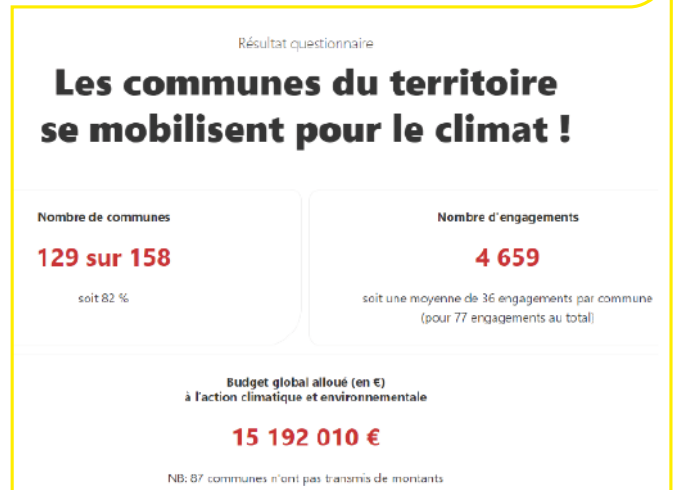 Résultat questionnaire
Les communes du territoire
se mobilisent pour le climat !
Nombre de communes
129 sur 158
soit 82 %
Nombre d'engagements
4 659
soit une moyenne de 36 engagements par commune
(pour 77 engagements au total)
Budget global alloué (en €)
à l'action climatique et environnementale
15 192 010 €
NB: 87 communes n'ont pas transmis de montants